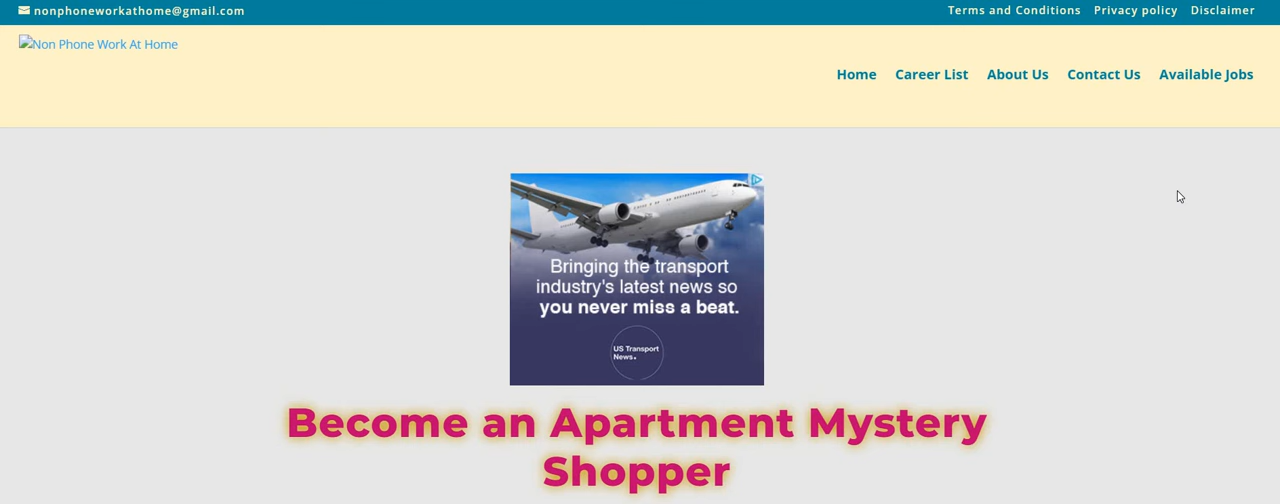 nonphoneworkathome@gmail.com
Terms and Conditions Privacy policy Disclaimer
Non Phone Work At Home
Home Career List About Us Contact Us Available Jobs
Bringing the transport
industry's latest news so
you never miss a beat.
US Transport
News.
Become an Apartment Mystery
Shopper